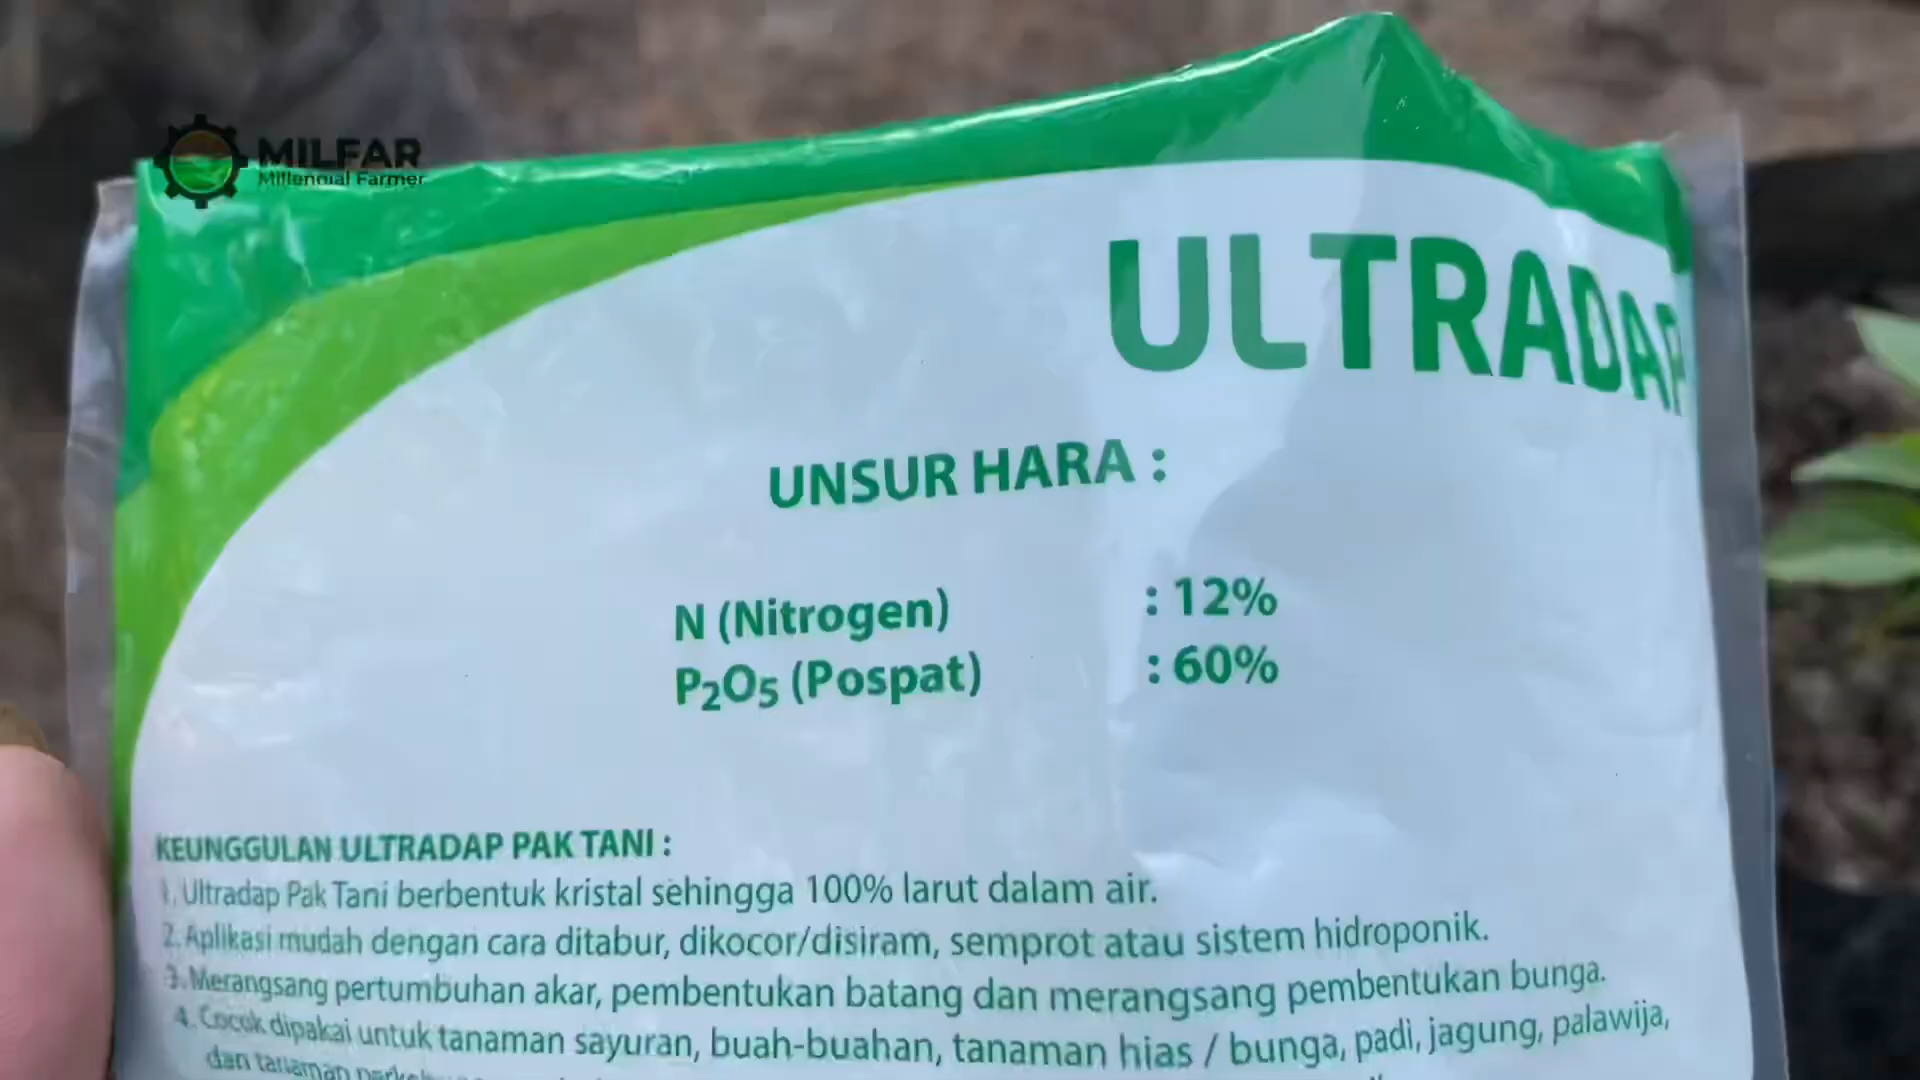 MILFAR
Millennial Farmer
ULTRADAP
UNSUR HARA :
N (Nitrogen) : 12%
P2O5 (Pospat) : 60%
KEUNGGULAN ULTRADAP PAK TANI :
1. Ultradap Pak Tani berbentuk kristal sehingga 100% larut dalam air.
2. Aplikasi mudah dengan cara ditabur, dikocor/disiram, semprot atau sistem hidroponik.
3. Merangsang pertumbuhan akar, pembentukan batang dan merangsang pembentukan bunga.
4. Cocok dipakai untuk tanaman sayuran, buah-buahan, tanaman hias / bunga, padi, jagung, palawija,
dan tanaman